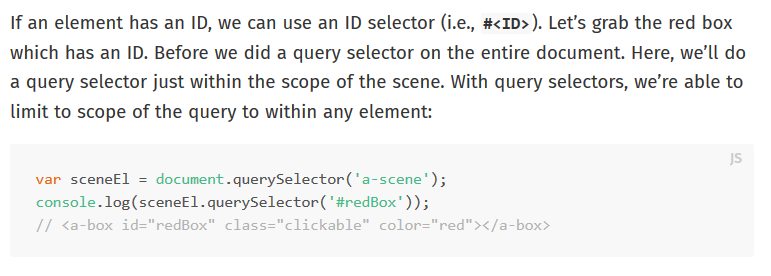 If an element has an ID, we can use an ID selector (i.e., #<ID>). Let’s grab the red box
which has an ID. Before we did a query selector on the entire document. Here, we’ll do
a query selector just within the scope of the scene. With query selectors, we’re able to
limit to scope of the query to within any element:
JS
var sceneEl = document.querySelector('a-scene');
console.log(sceneEl.querySelector('#redBox'));
// <a-box id="redBox" class="clickable" color="red"></a-box>